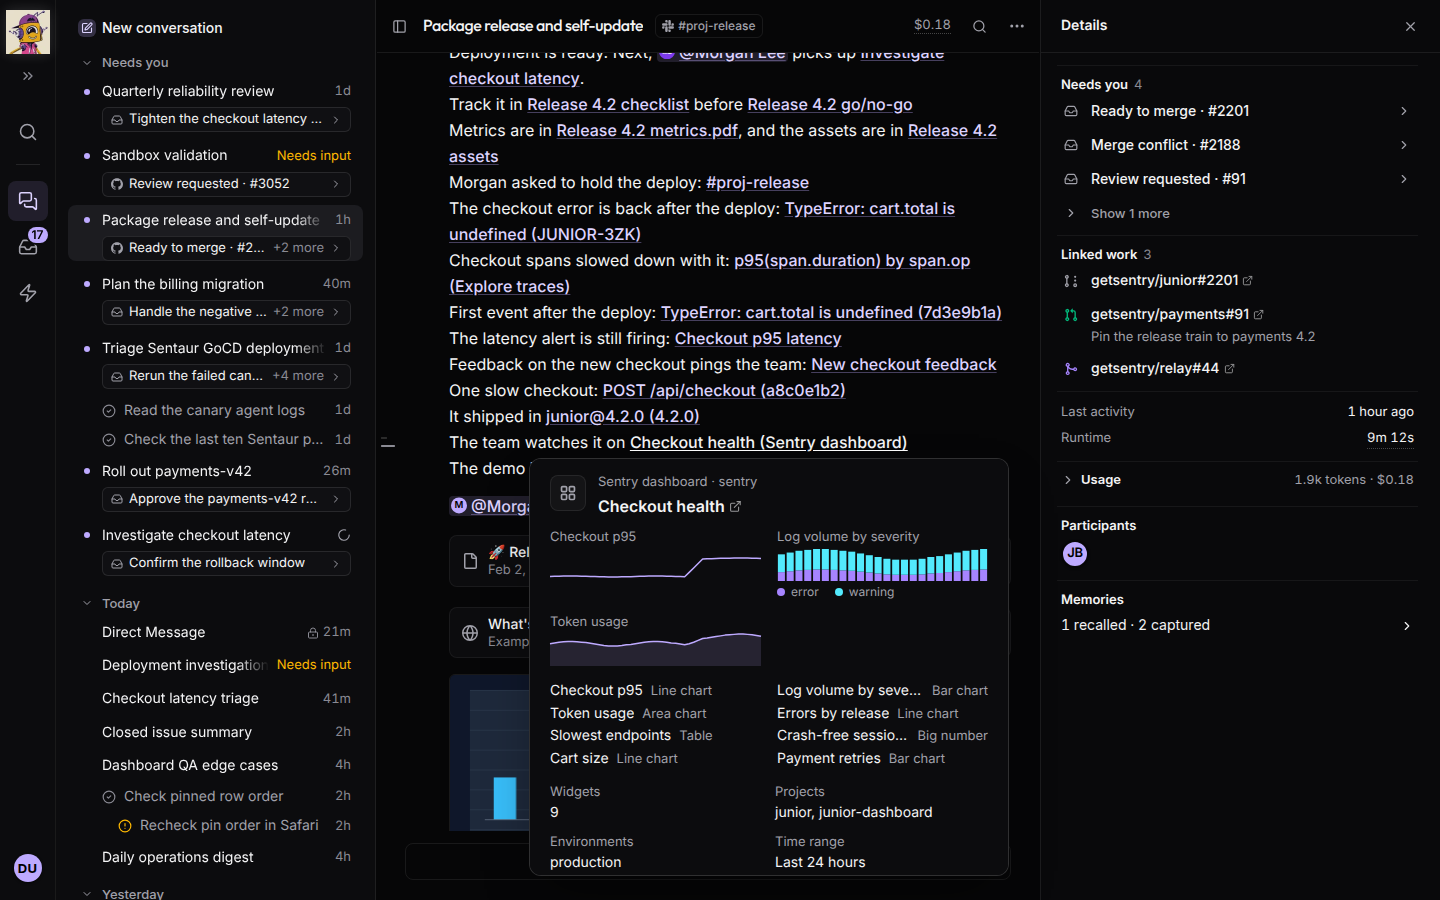 New conversation
Needs you
Quarterly reliability review 1d
Tighten the checkout latency ...
Sandbox validation Needs input
Review requested · #3052
Package release and self-update 1h
Ready to merge · #2... +2 more
17
Plan the billing migration 40m
Handle the negative ... +2 more
Triage Sentaur GoCD deployment 1d
Rerun the failed can... +4 more
Read the canary agent logs 1d
Check the last ten Sentaur p... 1d
Roll out payments-v42 26m
Approve the payments-v42 r...
Investigate checkout latency
Confirm the rollback window
Today
Direct Message 21m
Deployment investigation Needs input
Checkout latency triage 41m
Closed issue summary 2h
Dashboard QA edge cases 4h
Check pinned row order 2h
Recheck pin order in Safari 2h
Daily operations digest 4h
Yesterday
DU
Package release and self-update #proj-release $0.18
Deployment is ready. Next, @Morgan Lee picks up investigate
checkout latency.
Track it in Release 4.2 checklist before Release 4.2 go/no-go
Metrics are in Release 4.2 metrics.pdf, and the assets are in Release 4.2
assets
Morgan asked to hold the deploy: #proj-release
The checkout error is back after the deploy: TypeError: cart.total is
undefined (JUNIOR-3ZK)
Checkout spans slowed down with it: p95(span.duration) by span.op
(Explore traces)
First event after the deploy: TypeError: cart.total is undefined (7d3e9b1a)
The latency alert is still firing: Checkout p95 latency
Feedback on the new checkout pings the team: New checkout feedback
One slow checkout: POST /api/checkout (a8c0e1b2)
It shipped in junior@4.2.0 (4.2.0)
The team watches it on Checkout health (Sentry dashboard)
The demo
M @Morga
🚀 Rel
Feb 2,
What's
Examp
Sentry dashboard · sentry
Checkout health
Checkout p95
Log volume by severity
error warning
Token usage
Checkout p95 Line chart
Log volume by seve... Bar chart
Token usage Area chart
Errors by release Line chart
Slowest endpoints Table
Crash-free sessio... Big number
Cart size Line chart
Payment retries Bar chart
Widgets
9
Projects
junior, junior-dashboard
Environments
production
Time range
Last 24 hours
Details
Needs you 4
Ready to merge · #2201
Merge conflict · #2188
Review requested · #91
Show 1 more
Linked work 3
getsentry/junior#2201
getsentry/payments#91
Pin the release train to payments 4.2
getsentry/relay#44
Last activity 1 hour ago
Runtime 9m 12s
Usage 1.9k tokens · $0.18
Participants
JB
Memories
1 recalled · 2 captured